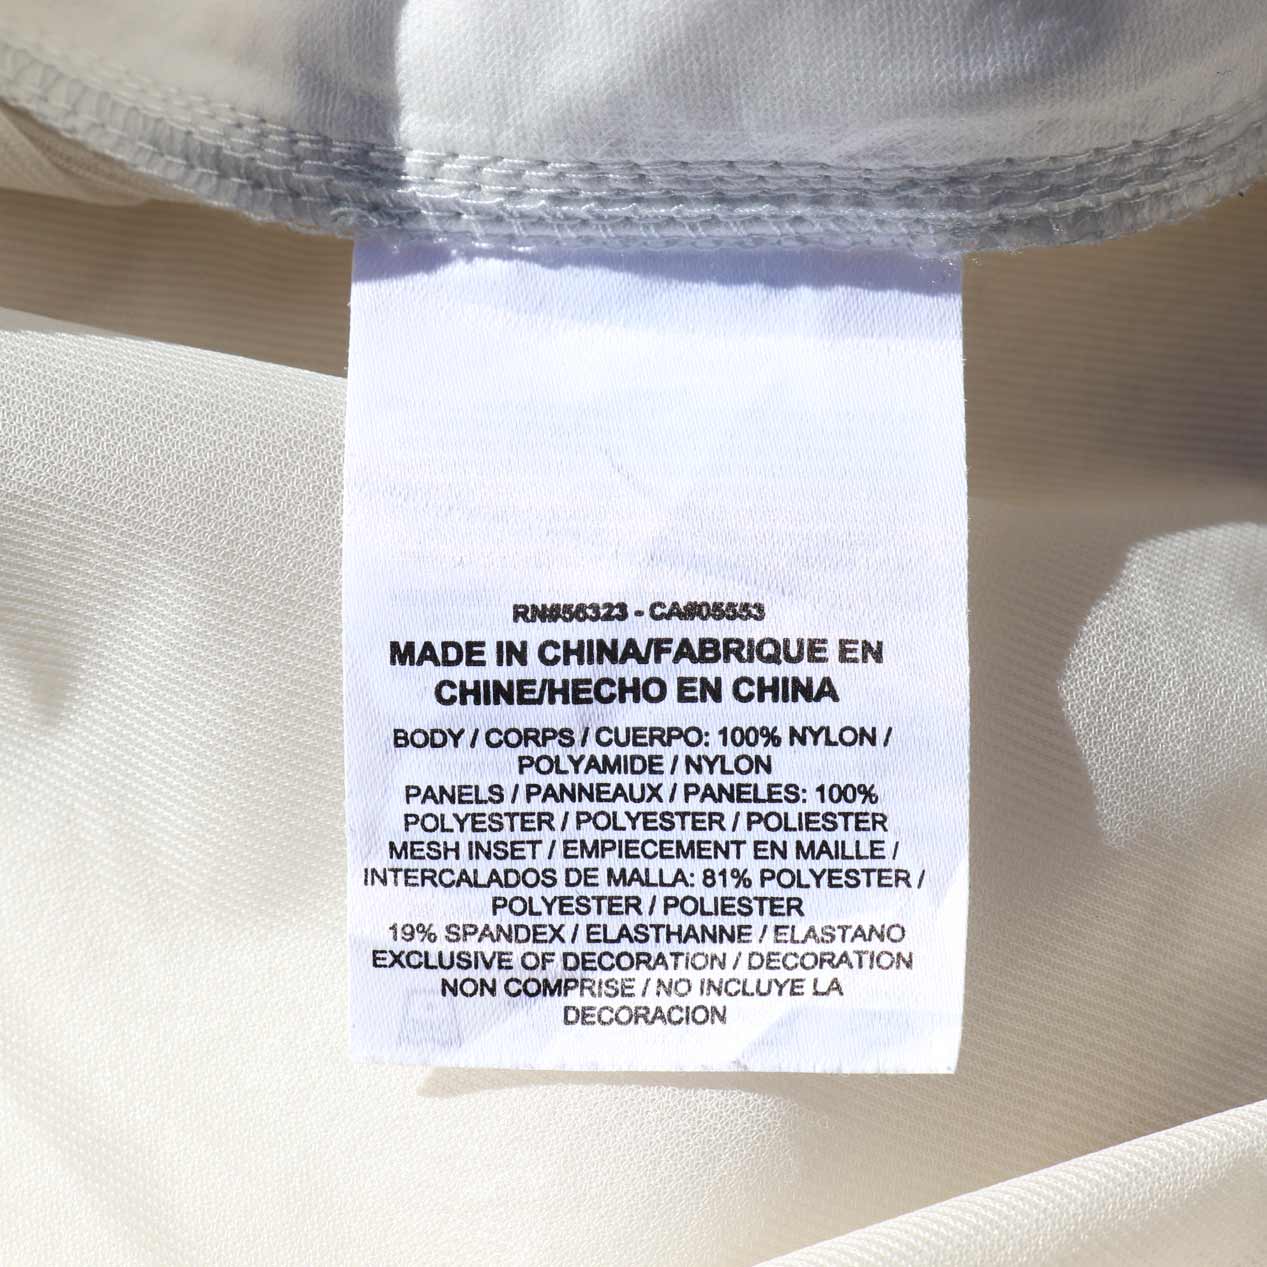 RN#56323 - CA#05553
MADE IN CHINA/FABRIQUE EN
CHINE/HECHO EN CHINA
BODY / CORPS / CUERPO: 100% NYLON /
POLYAMIDE / NYLON
PANELS / PANNEAUX / PANELES: 100%
POLYESTER / POLYESTER / POLIESTER
MESH INSET / EMPIECEMENT EN MAILLE /
INTERCALADOS DE MALLA: 81% POLYESTER /
POLYESTER / POLIESTER
19% SPANDEX / ELASTHANNE / ELASTANO
EXCLUSIVE OF DECORATION / DECORATION
NON COMPRISE / NO INCLUYE LA
DECORACION